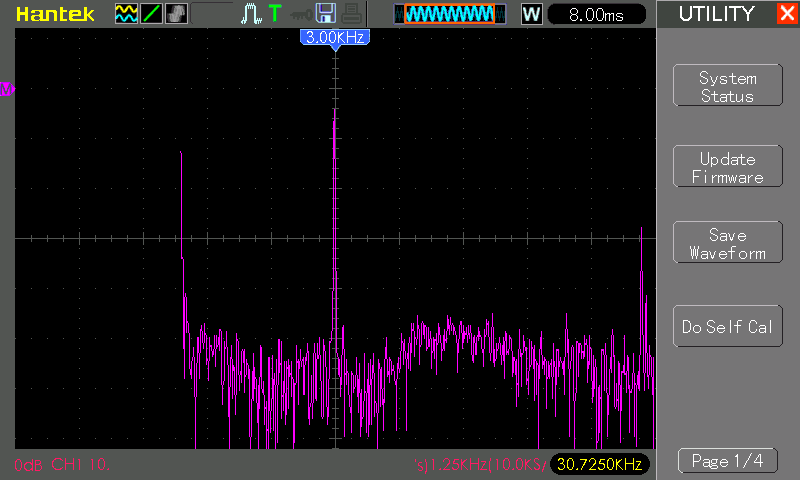 Hantek
T
W
8.00ms
UTILITY
3.00KHz
M
System
Status
Update
Firmware
Save
Waveform
Do Self Cal
0dB CH1 10.
1.25KHz(10.0KS/
30.7250KHz
Page 1/4